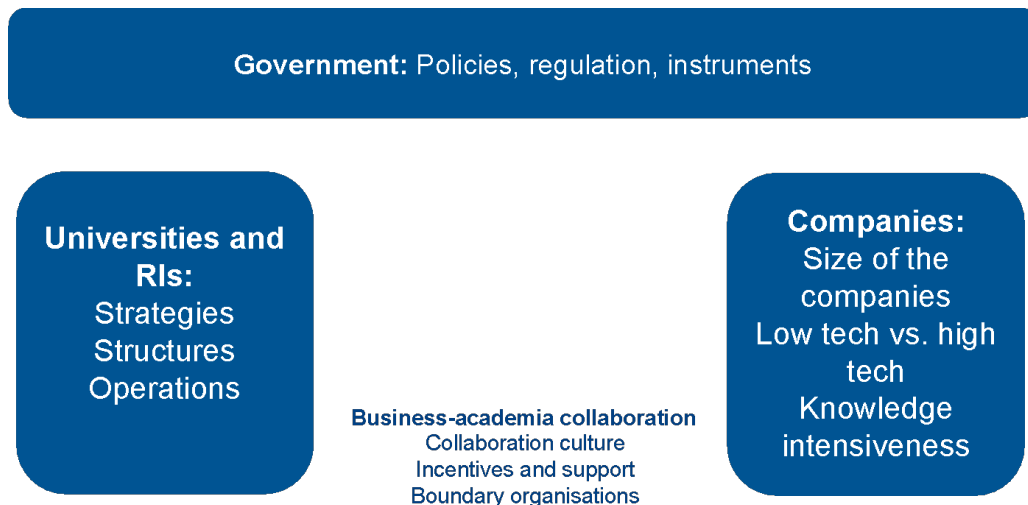 Government: Policies, regulation, instruments
Universities and
RIs:
Strategies
Structures
Operations
Business-academia collaboration
Collaboration culture
Incentives and support
Boundary organisations
Companies:
Size of the
companies
Low tech vs. high
tech
Knowledge
intensiveness